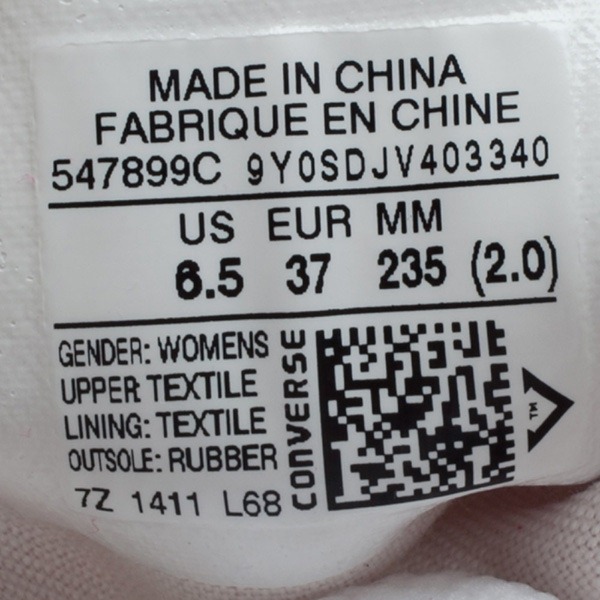 MADE IN CHINA
FABRIQUE EN CHINE
547899C 9Y0SDJV403340
US EUR MM
6.5 37 235 (2.0)
GENDER: WOMENS
UPPER: TEXTILE
LINING: TEXTILE
OUTSOLE: RUBBER
7Z 1411 L68
CONVERSE
TM